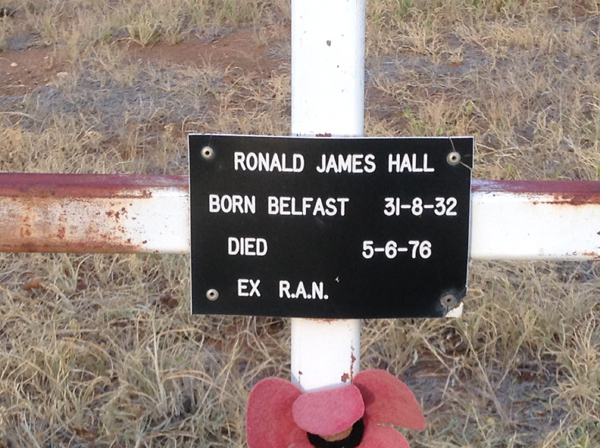 RONALD JAMES HALL
BORN BELFAST 31-8-32
DIED 5-6-76
EX R.A.N.